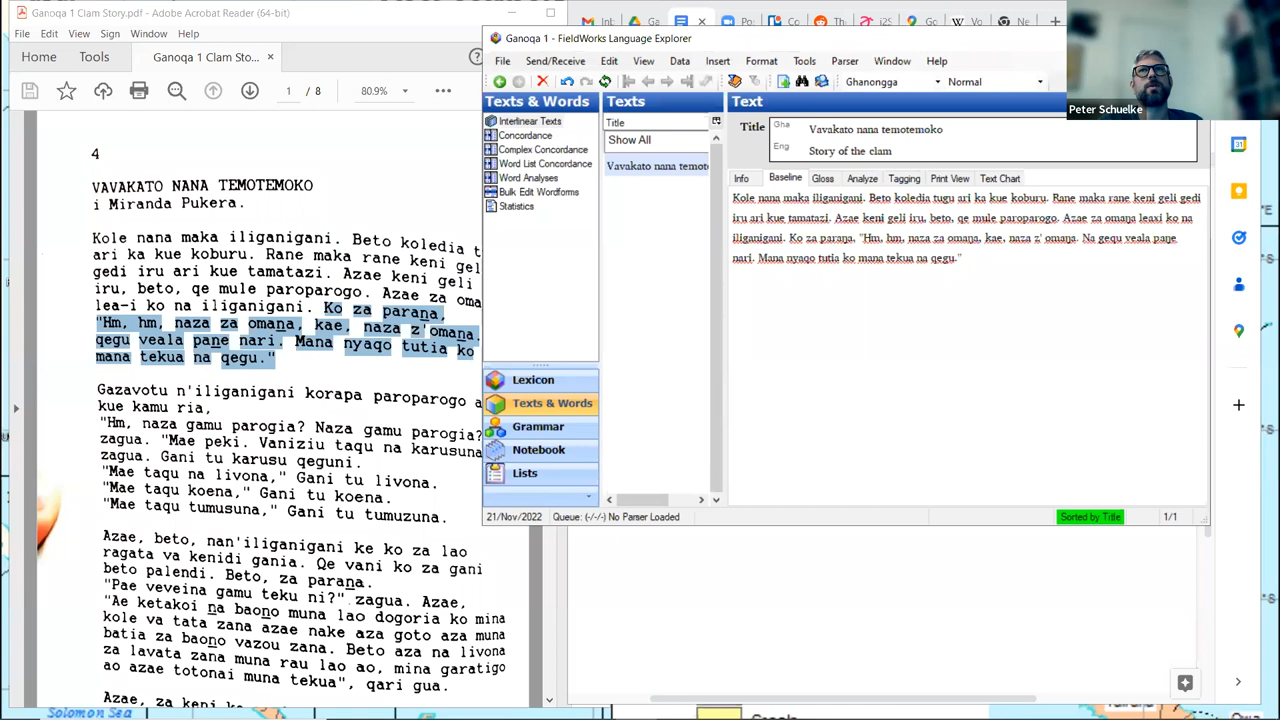 Ganoqa 1 Clam Story.pdf - Adobe Acrobat Reader (64-bit)
File Edit View Sign Window Help
Home Tools Ganoqa 1 Clam Story.... ×
1 / 8 80.9%
4
VAVAKATO NANA TEMOTEMOKO
i Miranda Pukera.
Kole nana maka iliganigani. Beto koledia t
ari ka kue koburu. Rane maka rane keni gel
gedi iru ari kue tamatazi. Azae keni geli
iru, beto, qe mule paroparogo. Azae za oma
lea-i ko na iliganigani. Ko za parana,
"Hm, hm, naza za omana, kae, naza z'omana.
qegu veala pane nari. Mana nyaqo tutia ko
mana tekua na qegu."
Gazavotu n'iliganigani korapa paroparogo a
kue kamu ria,
"Hm, naza gamu parogia? Naza gamu parogia?
zagua. "Mae peki. Vaniziu taqu na karusuna
zagua. Gani tu karusu qeguni.
"Mae taqu na livona," Gani tu livona.
"Mae taqu koena," Gani tu koena.
"Mae taqu tumusuna," Gani tu tumuzuna.
Azae, beto, nan'iliganigani ke ko za lao
ragata va kenidi gania. Qe vani ko za gani
beto palendi. Beto, za parana.
"Pae veveina gamu teku ni?" zagua. Azae,
"Ae ketakoi na baono muna lao dogoria ko mina
kole va tata zana azae nake aza goto aza muna
batia za baono vazou zana. Beto aza na livona
za lavata zana muna rau lao ao, mina garatigo
ao azae totonai muna tekua", qari gua.
Azae, za keni ko
Solomon Sea
Ganoqa 1 - FieldWorks Language Explorer
File Send/Receive Edit View Data Insert Format Tools Parser Window Help
Ghanongga Normal
Texts & Words
Interlinear Texts
Concordance
Complex Concordance
Word List Concordance
Word Analyses
Bulk Edit Wordforms
Statistics
Lexicon
Texts & Words
Grammar
Notebook
Lists
Texts
Title
Show All
Vavakato nana temot
Text
Title Gha Vavakato nana temotemoko
Eng Story of the clam
Info Baseline Gloss Analyze Tagging Print View Text Chart
Kole nana maka iliganigani. Beto koledia tugu ari ka kue koburu. Rane maka rane keni geli gedi
iru ari kue tamatazi. Azae keni geli iru, beto, qe mule paroparogo. Azae za omaŋa leaxi ko na
iliganigani. Ko za paraŋa, "Hm, hm, naza za omaŋa, kae, naza z' omaŋa. Na gequ veala paŋe
nari. Mana nyaqo tutia ko mana tekua na qegu."
21/Nov/2022 Queue: (-/-/-) No Parser Loaded Sorted by Title 1/1
Peter Schuelke
31